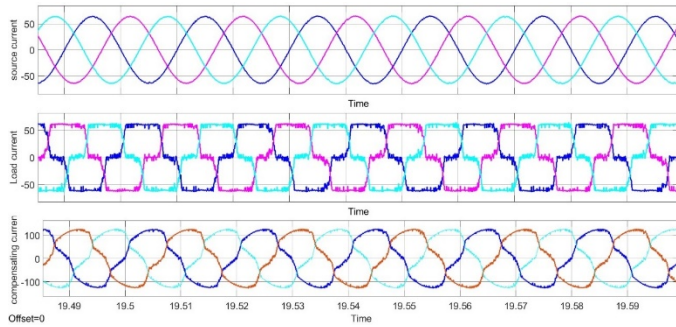 source current
50
0
-50
Time
Load current
50
0
-50
Time
compensating curren
100
0
-100
19.49 19.5 19.51 19.52 19.53 19.54 19.55 19.56 19.57 19.58 19.59
Offset=0
Time